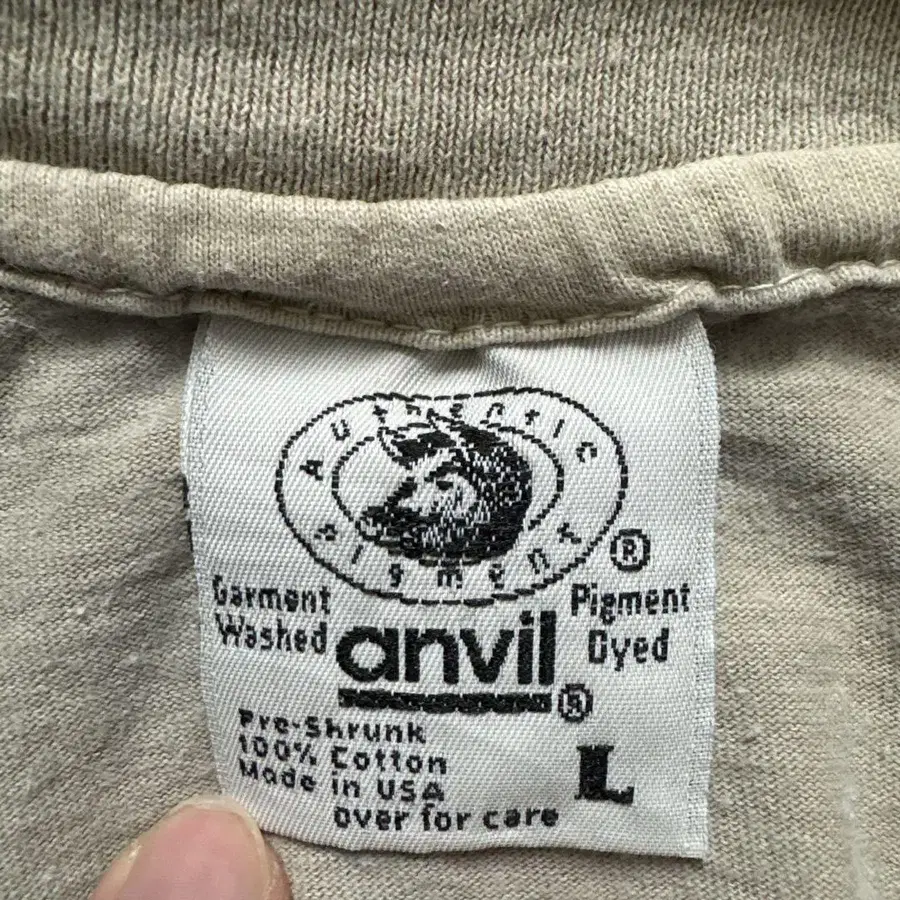 Authentic
Pigment
®
Garment
Washed
Pigment
Dyed
anvil®
Pre-Shrunk
100% Cotton
Made in USA
L
over for care